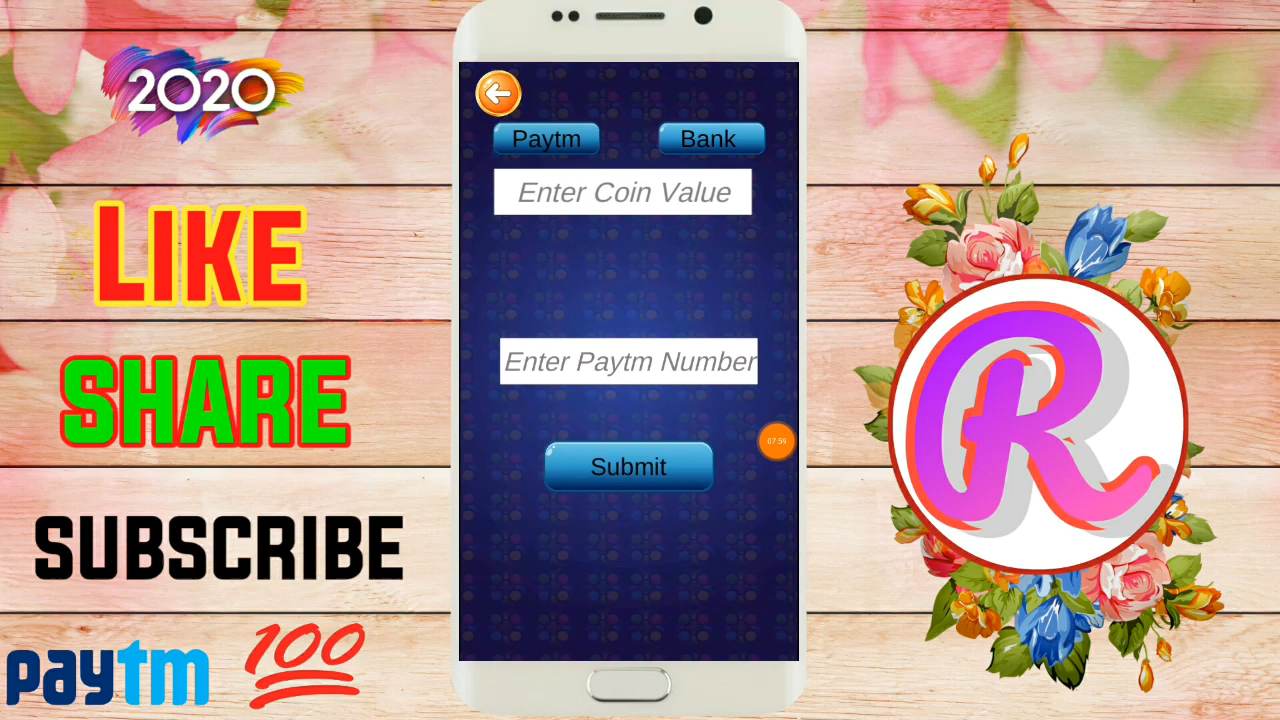 2020
LIKE
SHARE
SUBSCRIBE
paytm 100
Paytm Bank
Enter Coin Value
Enter Paytm Number
07:59
Submit
R